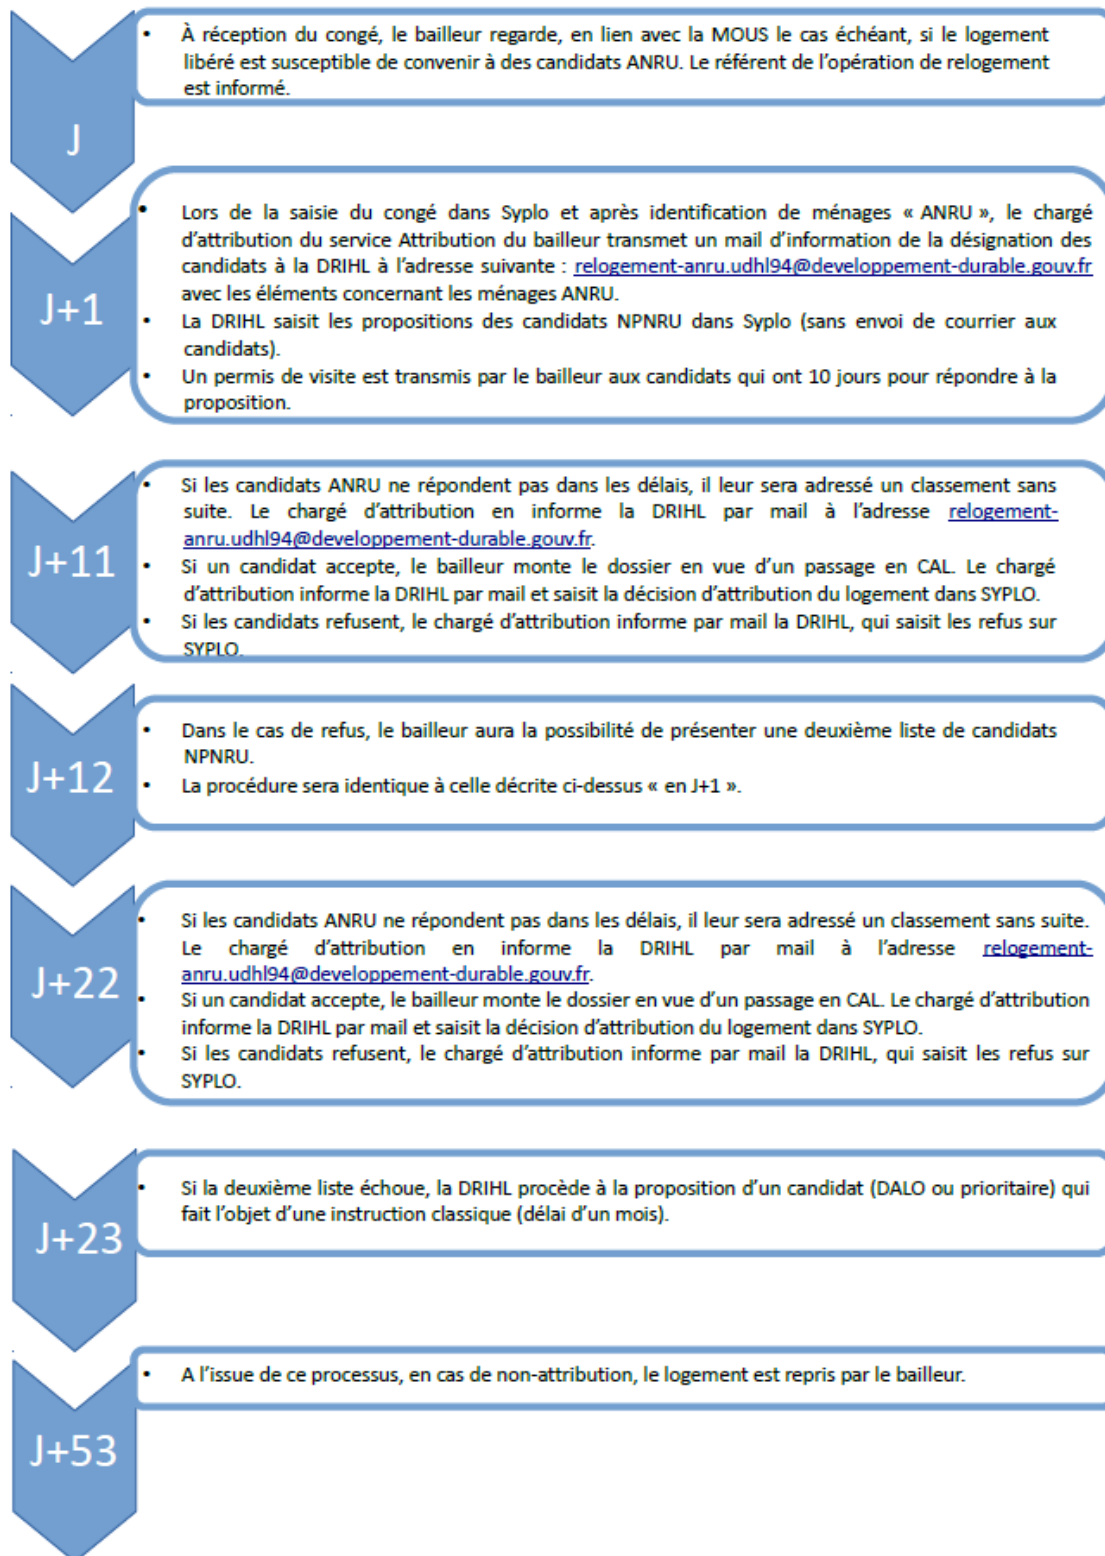 J
• À réception du congé, le bailleur regarde, en lien avec la MOUS le cas échéant, si le logement
libéré est susceptible de convenir à des candidats ANRU. Le référent de l'opération de relogement
est informé.
J+1
• Lors de la saisie du congé dans Syplo et après identification de ménages « ANRU », le chargé
d'attribution du service Attribution du bailleur transmet un mail d'information de la désignation des
candidats à la DRIHL à l'adresse suivante : relogement-anru.udhl94@developpement-durable.gouv.fr
avec les éléments concernant les ménages ANRU.
• La DRIHL saisit les propositions des candidats NPNRU dans Syplo (sans envoi de courrier aux
candidats).
• Un permis de visite est transmis par le bailleur aux candidats qui ont 10 jours pour répondre à la
proposition.
J+11
• Si les candidats ANRU ne répondent pas dans les délais, il leur sera adressé un classement sans
suite. Le chargé d'attribution en informe la DRIHL par mail à l'adresse relogement-
anru.udhl94@developpement-durable.gouv.fr.
• Si un candidat accepte, le bailleur monte le dossier en vue d'un passage en CAL. Le chargé
d'attribution informe la DRIHL par mail et saisit la décision d'attribution du logement dans SYPLO.
• Si les candidats refusent, le chargé d'attribution informe par mail la DRIHL, qui saisit les refus sur
SYPLO.
J+12
• Dans le cas de refus, le bailleur aura la possibilité de présenter une deuxième liste de candidats
NPNRU.
• La procédure sera identique à celle décrite ci-dessus « en J+1 ».
J+22
• Si les candidats ANRU ne répondent pas dans les délais, il leur sera adressé un classement sans suite.
Le chargé d'attribution en informe la DRIHL par mail à l'adresse relogement-
anru.udhl94@developpement-durable.gouv.fr.
• Si un candidat accepte, le bailleur monte le dossier en vue d'un passage en CAL. Le chargé d'attribution
informe la DRIHL par mail et saisit la décision d'attribution du logement dans SYPLO.
• Si les candidats refusent, le chargé d'attribution informe par mail la DRIHL, qui saisit les refus sur
SYPLO.
J+23
• Si la deuxième liste échoue, la DRIHL procède à la proposition d'un candidat (DALO ou prioritaire) qui
fait l'objet d'une instruction classique (délai d'un mois).
J+53
• A l'issue de ce processus, en cas de non-attribution, le logement est repris par le bailleur.